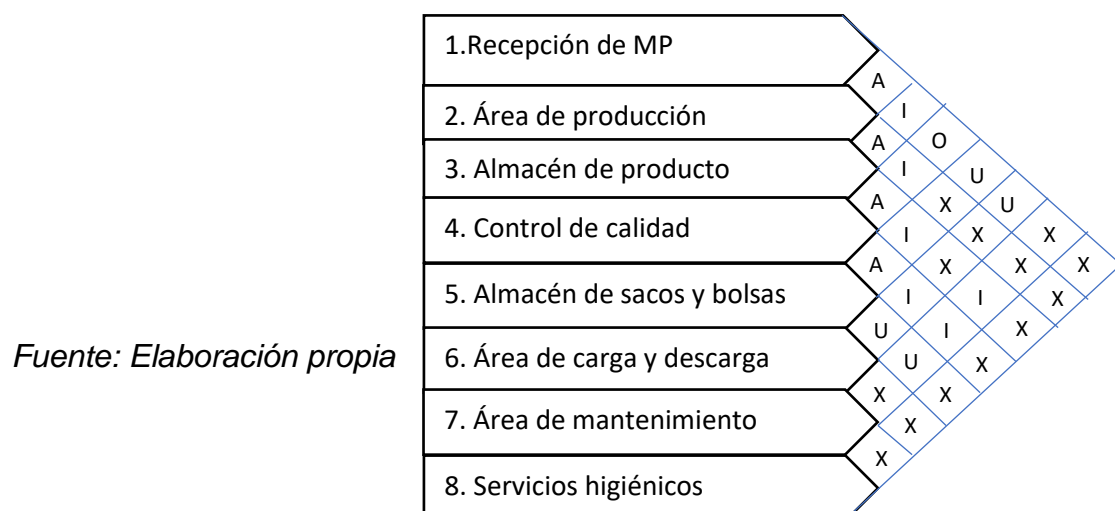 1.Recepción de MP
A
2. Área de producción I
A O
3. Almacén de producto I U
A X U
4. Control de calidad I X X
A X X X
5. Almacén de sacos y bolsas I I X
U I X
Fuente: Elaboración propia
6. Área de carga y descarga U X
X X
7. Área de mantenimiento X
X
8. Servicios higiénicos